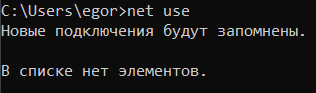 C:\Users\egor>net use
Новые подключения будут запомнены.
В списке нет элементов.